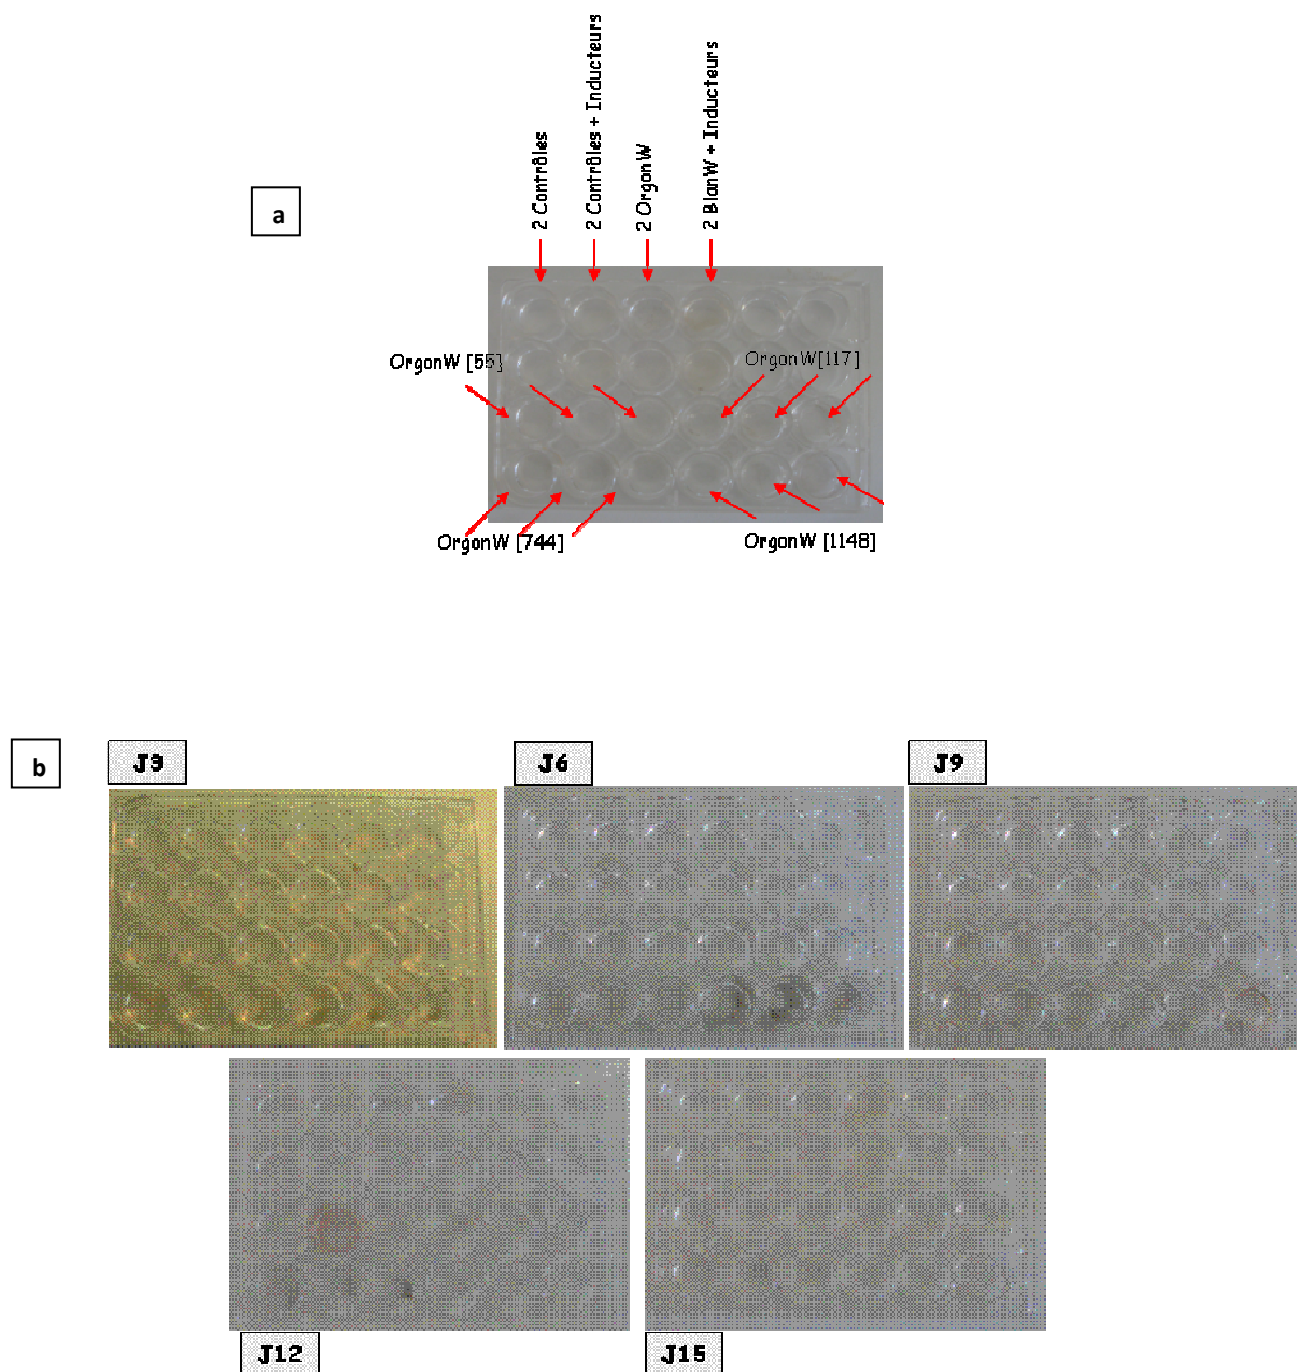 2 Contrôles
2 Contrôles + Inducteurs
2 OrgonW
2 BlanW + Inducteurs
a
OrgonW [55]
OrgonW[117]
OrgonW [744]
OrgonW [1148]
b
J3
J6
J9
J12
J15